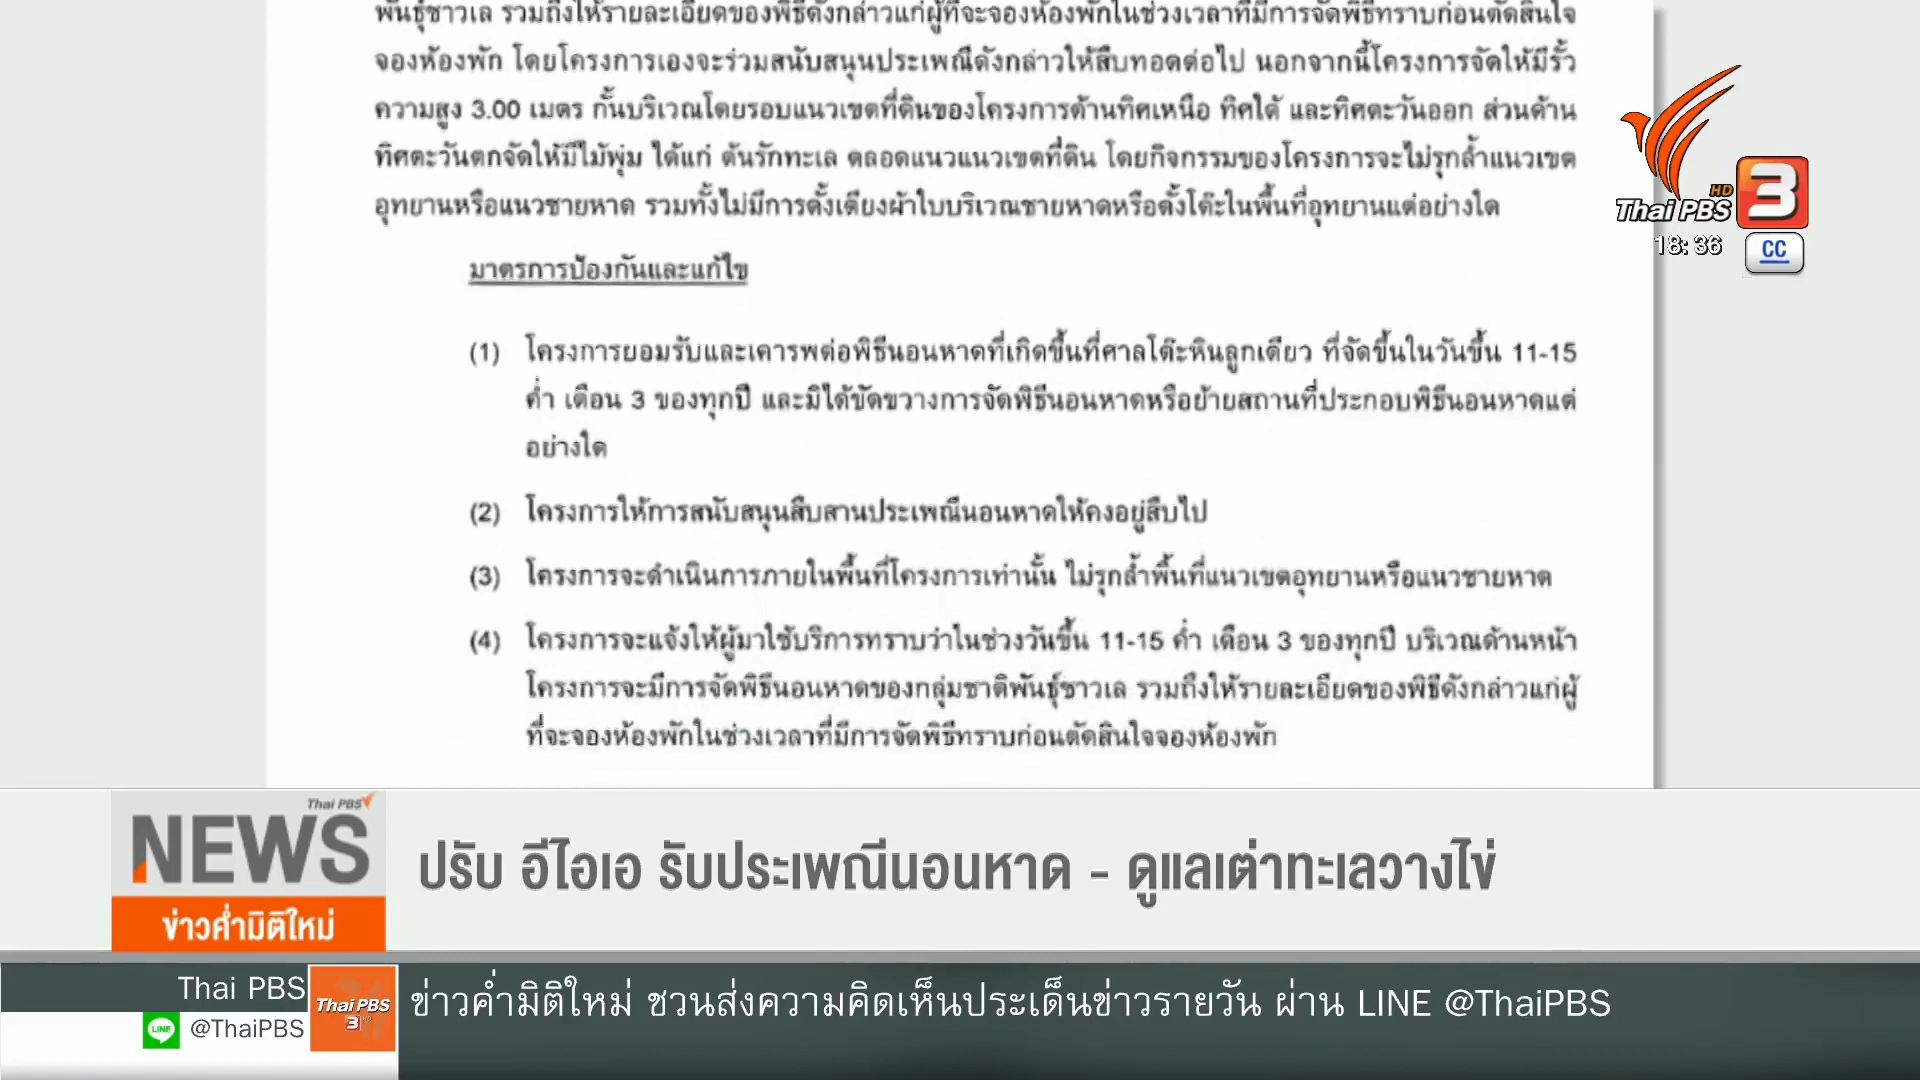 พันธุ์ชาวเล รวมถึงให้รายละเอียดของพิธีดังกล่าวแก่ผู้ที่จะจองห้องพักในช่วงเวลาที่มีการจัดพิธีทราบก่อนตัดสินใจ
จองห้องพัก โดยโครงการเองจะร่วมสนับสนุนประเพณีดังกล่าวให้สืบทอดต่อไป นอกจากนี้โครงการจัดให้มีรั้ว
ความสูง 3.00 เมตร กั้นบริเวณโดยรอบแนวเขตที่ดินของโครงการด้านทิศเหนือ ทิศใต้ และทิศตะวันออก ส่วนด้าน
ทิศตะวันตกจัดให้มีไม้พุ่ม ได้แก่ ต้นรักทะเล ตลอดแนวแนวเขตที่ดิน โดยกิจกรรมของโครงการจะไม่รุกล้ำแนวเขต
อุทยานหรือแนวชายหาด รวมทั้งไม่มีการตั้งเตียงผ้าใบบริเวณชายหาดหรือตั้งโต๊ะในพื้นที่อุทยานแต่อย่างใด
มาตรการป้องกันและแก้ไข
(1) โครงการยอมรับและเคารพต่อพิธีนอนหาดที่เกิดขึ้นที่ศาลโต๊ะหินลูกเดียว ที่จัดขึ้นในวันขึ้น 11-15
ค่ำ เดือน 3 ของทุกปี และมิได้ขัดขวางการจัดพิธีนอนหาดหรือย้ายสถานที่ประกอบพิธีนอนหาดแต่
อย่างใด
(2) โครงการให้การสนับสนุนสืบสานประเพณีนอนหาดให้คงอยู่สืบไป
(3) โครงการจะดำเนินการภายในพื้นที่โครงการเท่านั้น ไม่รุกล้ำพื้นที่แนวเขตอุทยานหรือแนวชายหาด
(4) โครงการจะแจ้งให้ผู้มาใช้บริการทราบว่าในช่วงวันขึ้น 11-15 ค่ำ เดือน 3 ของทุกปี บริเวณด้านหน้า
โครงการจะมีการจัดพิธีนอนหาดของกลุ่มชาติพันธุ์ชาวเล รวมถึงให้รายละเอียดของพิธีดังกล่าวแก่ผู้
ที่จะจองห้องพักในช่วงเวลาที่มีการจัดพิธีทราบก่อนตัดสินใจจองห้องพัก
Thai PBS HD 3
18:36 CC
Thai PBS
NEWS
ข่าวค่ำมิติใหม่
ปรับ อีไอเอ รับประเพณีนอนหาด - ดูแลเต่าทะเลวางไข่
Thai PBS
LINE @ThaiPBS
Thai PBS
3
ข่าวค่ำมิติใหม่ ชวนส่งความคิดเห็นประเด็นข่าวรายวัน ผ่าน LINE @ThaiPBS